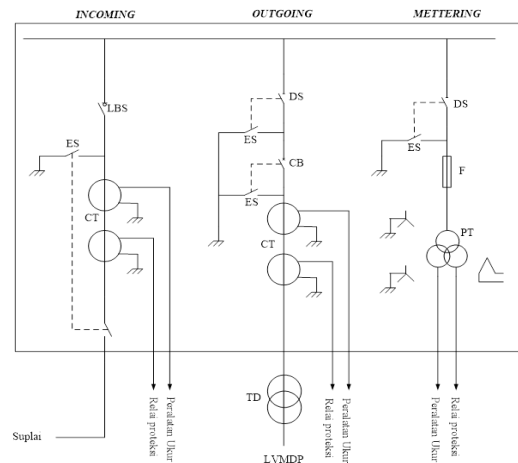 INCOMING
OUTGOING
METTERING
LBS
ES
CT
Suplai
Relai proteksi
Peralatan Ukur
DS
ES
CB
ES
CT
TD
LVMDP
Relai proteksi
Peralatan Ukur
DS
ES
F
PT
Peralatan Ukur
Relai proteksi